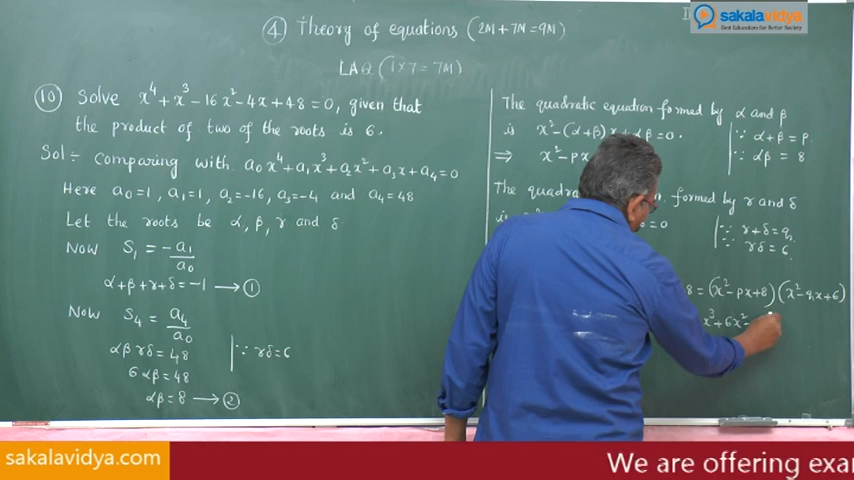 ④ Theory of equations (2M+7M=9M)
LAQ (1×7=7M)
sakalavidya
Best Education for Better Society
⑩ Solve x⁴+x³-16x²-4x+48=0, given that
the product of two of the roots is 6.
Sol:- Comparing with a₀x⁴+a₁x³+a₂x²+a₃x+a₄=0
Here a₀=1, a₁=1, a₂=-16, a₃=-4 and a₄=48
Let the roots be α, β, γ and δ
Now S₁ = -a₁/a₀
α+β+γ+δ=-1 → ①
Now S₄ = a₄/a₀
αβγδ=48 | ∵ γδ=6
6αβ=48
αβ=8 → ②
The quadratic equation formed by α and β
is x²-(α+β)x+αβ=0. | ∵ α+β=p.
⇒ x²-px | ∵ αβ=8
The formed by γ and δ
=0 | ∵ γ+δ=q,
∵ γδ=6
8=(x²-px+8)(x²-qx+6)
x³+6x²
sakalavidya.com
We are offering